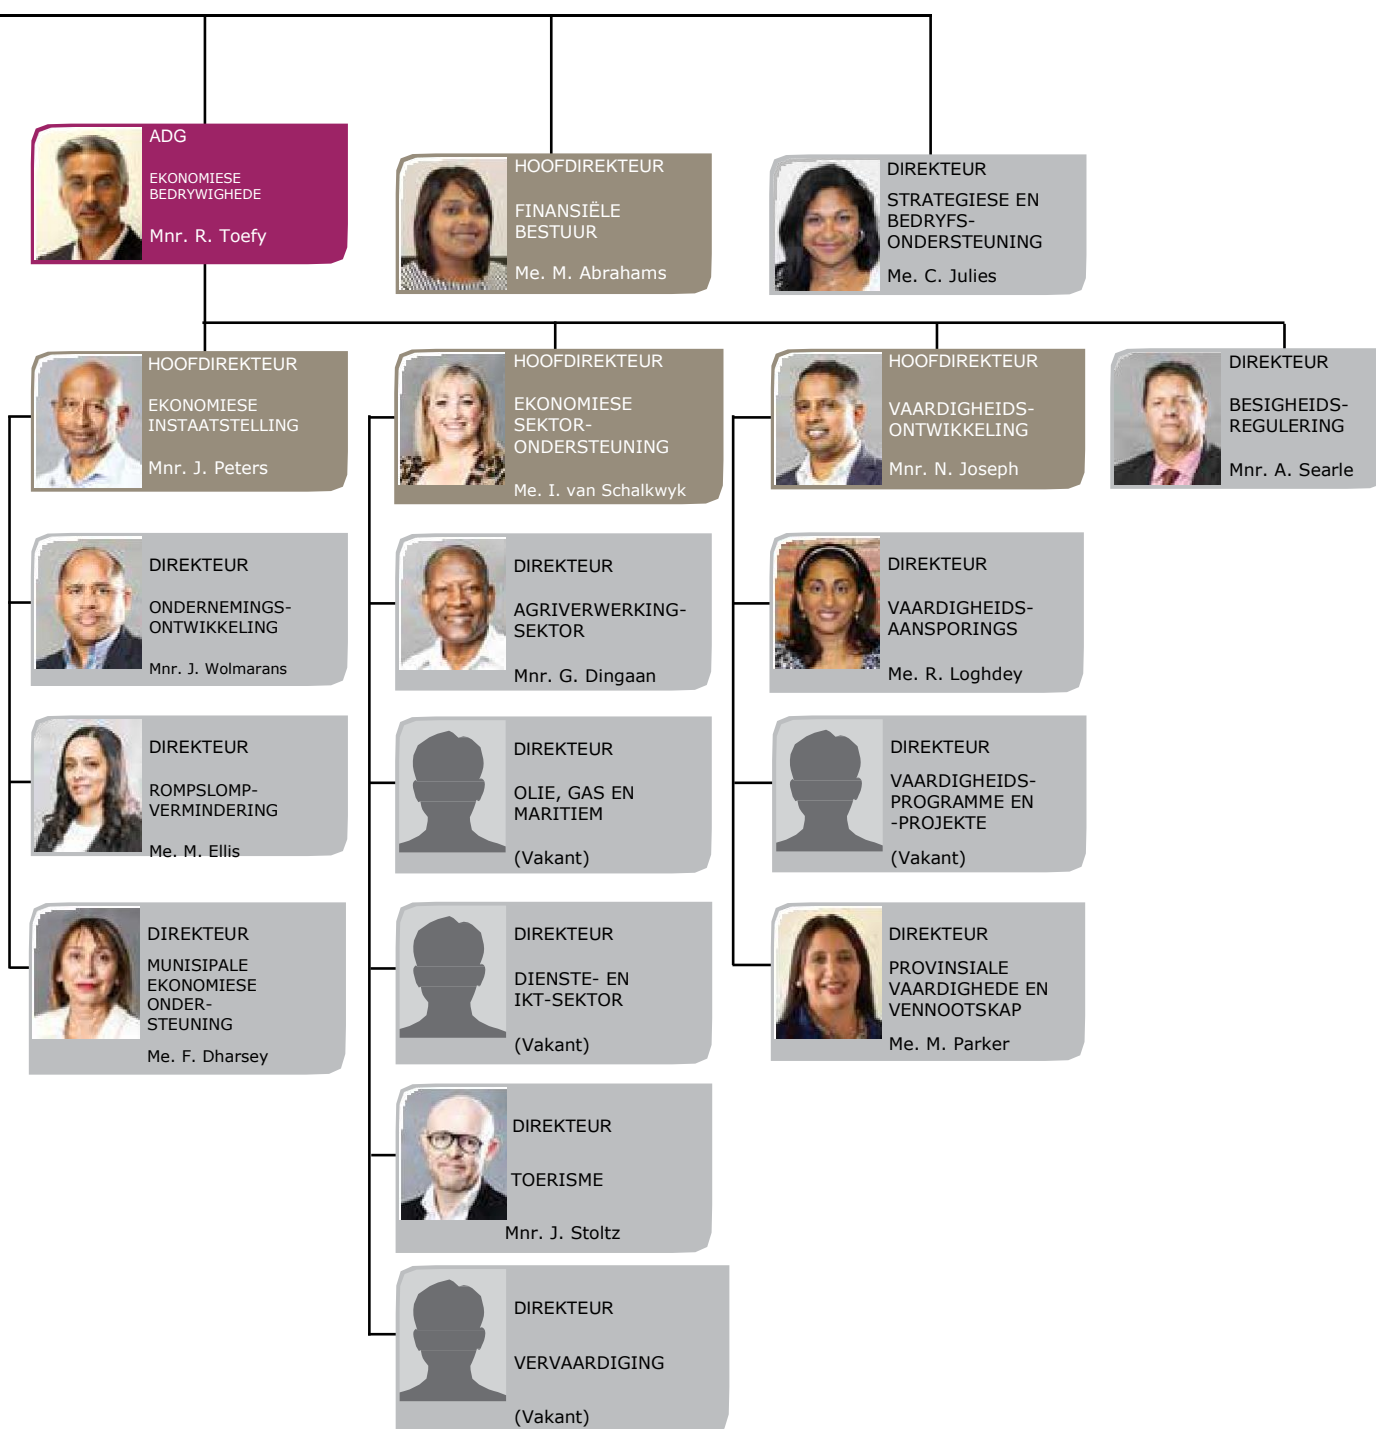 ADG
EKONOMIESE
BEDRYWIGHEDE
Mnr. R. Toefy
HOOFDIREKTEUR
FINANSIËLE
BESTUUR
Me. M. Abrahams
DIREKTEUR
STRATEGIESE EN
BEDRYFS-
ONDERSTEUNING
Me. C. Julies
HOOFDIREKTEUR
EKONOMIESE
INSTAATSTELLING
Mnr. J. Peters
HOOFDIREKTEUR
EKONOMIESE
SEKTOR-
ONDERSTEUNING
Me. I. van Schalkwyk
HOOFDIREKTEUR
VAARDIGHEIDS-
ONTWIKKELING
Mnr. N. Joseph
DIREKTEUR
BESIGHEIDS-
REGULERING
Mnr. A. Searle
DIREKTEUR
ONDERNEMINGS-
ONTWIKKELING
Mnr. J. Wolmarans
DIREKTEUR
AGRIVERWERKING-
SEKTOR
Mnr. G. Dingaan
DIREKTEUR
VAARDIGHEIDS-
AANSPORINGS
Me. R. Loghdey
DIREKTEUR
ROMPSLOMP-
VERMINDERING
Me. M. Ellis
DIREKTEUR
OLIE, GAS EN
MARITIEM
(Vakant)
DIREKTEUR
VAARDIGHEIDS-
PROGRAMME EN
-PROJEKTE
(Vakant)
DIREKTEUR
MUNISIPALE
EKONOMIESE
ONDER-
STEUNING
Me. F. Dharsey
DIREKTEUR
DIENSTE- EN
IKT-SEKTOR
(Vakant)
DIREKTEUR
PROVINSIALE
VAARDIGHEDE EN
VENNOOTSKAP
Me. M. Parker
DIREKTEUR
TOERISME
Mnr. J. Stoltz
DIREKTEUR
VERVAARDIGING
(Vakant)